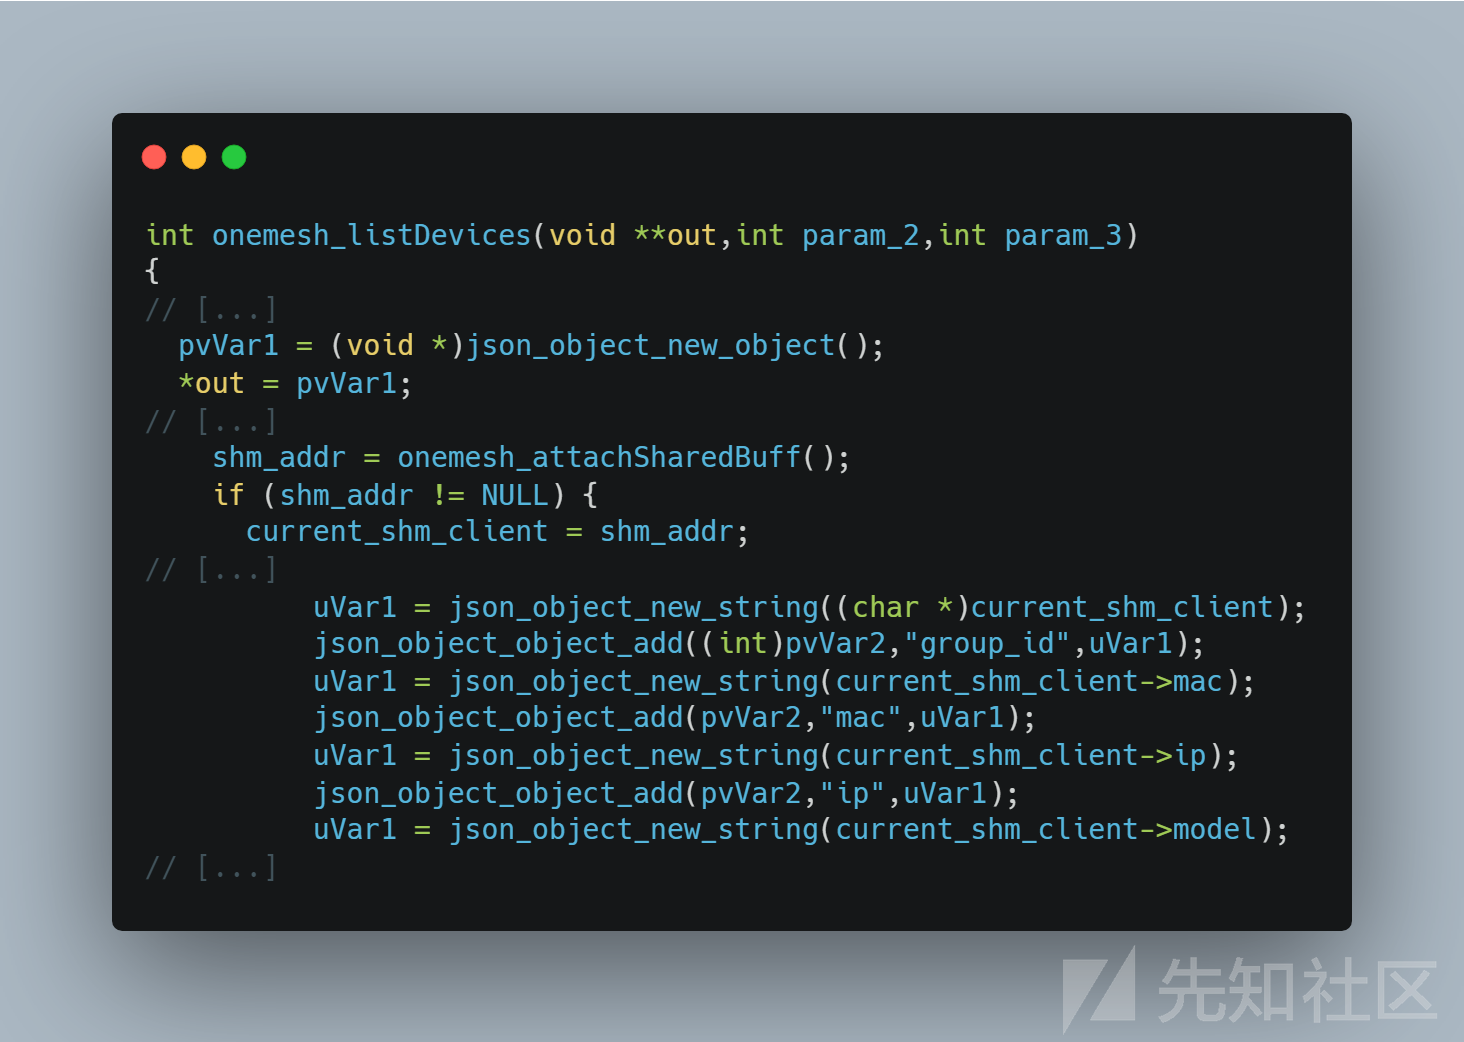 int onemesh_listDevices(void **out,int param_2,int param_3)
{
// [...]
  pvVar1 = (void *)json_object_new_object();
  *out = pvVar1;
// [...]
    shm_addr = onemesh_attachSharedBuff();
    if (shm_addr != NULL) {
      current_shm_client = shm_addr;
// [...]
          uVar1 = json_object_new_string((char *)current_shm_client);
          json_object_object_add((int)pvVar2,"group_id",uVar1);
          uVar1 = json_object_new_string(current_shm_client->mac);
          json_object_object_add(pvVar2,"mac",uVar1);
          uVar1 = json_object_new_string(current_shm_client->ip);
          json_object_object_add(pvVar2,"ip",uVar1);
          uVar1 = json_object_new_string(current_shm_client->model);
// [...]
先知社区